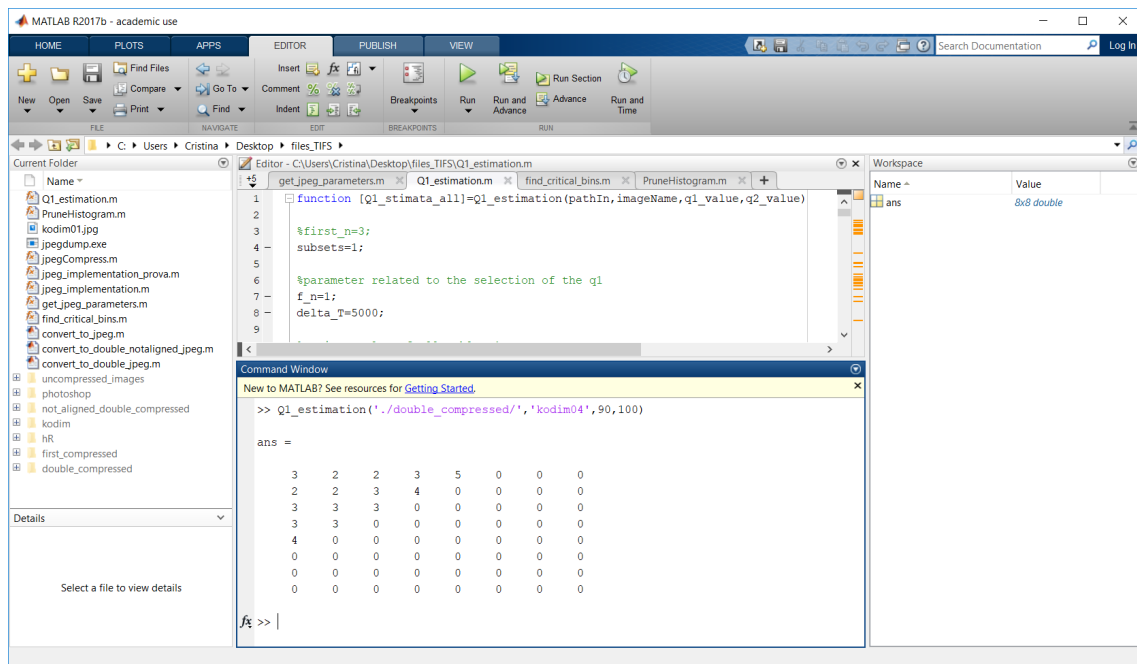 MATLAB R2017b - academic use
HOME PLOTS APPS EDITOR PUBLISH VIEW Search Documentation Log In
New Open Save Find Files Compare Print
FILE
Go To Find
NAVIGATE
Insert fx
Comment %
Indent
EDIT
Breakpoints
BREAKPOINTS
Run Run and Advance Run Section Advance Run and Time
RUN
C: Users Cristina Desktop files_TIFS
Current Folder
Name
Q1_estimation.m
PruneHistogram.m
kodim01.jpg
jpegdump.exe
jpegCompress.m
jpeg_implementation_prova.m
jpeg_implementation.m
get_jpeg_parameters.m
find_critical_bins.m
convert_to_jpeg.m
convert_to_double_notaligned_jpeg.m
convert_to_double_jpeg.m
uncompressed_images
photoshop
not_aligned_double_compressed
kodim
hR
first_compressed
double_compressed
Details
Select a file to view details
Editor - C:\Users\Cristina\Desktop\files_TIFS\Q1_estimation.m
+5 get_jpeg_parameters.m Q1_estimation.m find_critical_bins.m PruneHistogram.m +
1 function [Q1_stimata_all]=Q1_estimation(pathIn,imageName,q1_value,q2_value)
2
3 %first_n=3;
4 - subsets=1;
5
6 %parameter related to the selection of the q1
7 - f_n=1;
8 - delta_T=5000;
9
Command Window
New to MATLAB? See resources for Getting Started.
>> Q1_estimation('./double_compressed/','kodim04',90,100)
ans =
3 2 2 3 5 0 0 0
2 2 3 4 0 0 0 0
3 3 3 0 0 0 0 0
3 3 0 0 0 0 0 0
4 0 0 0 0 0 0 0
0 0 0 0 0 0 0 0
0 0 0 0 0 0 0 0
0 0 0 0 0 0 0 0
fx >>
Workspace
Name Value
ans 8x8 double